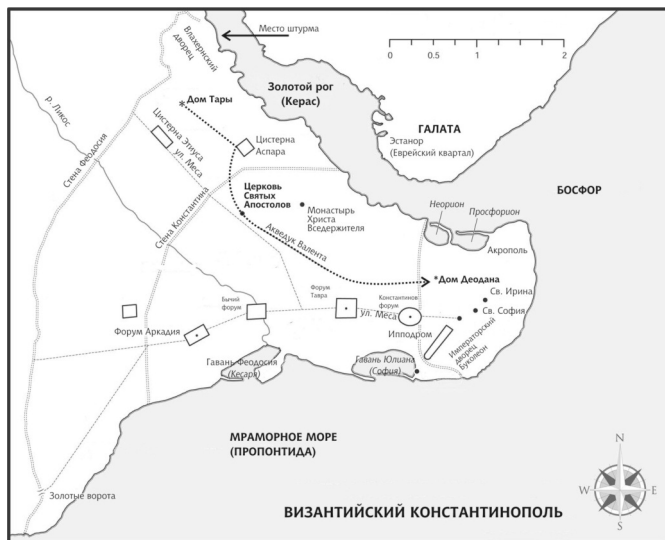 Место штурма
0 0.5 1 2
Влахернский
дворец
Золотой рог
(Керас)
ГАЛАТА
Эстанор
(Еврейский квартал)
р. Ликос
*Дом Тары
Цистерна Этиуса
ул. Меса
Цистерна
Аспара
Стена Феодосия
Стена Константина
БОСФОР
Церковь
Святых
Апостолов
Монастырь
Христа
Вседержителя
Акведук Валента
Неорион
Просфорион
Акрополь
*Дом Деодана
Св. Ирина
Св. София
Форум
Тавра
Константинов
форум
Бычий
форум
ул. Меса
Ипподром
Императорский
дворец
Буколеон
Форум Аркадия
Гавань Феодосия
(Кесаря)
Гавань Юлиана
(София)
МРАМОРНОЕ МОРЕ
(ПРОПОНТИДА)
Золотые ворота
N
W E
S
ВИЗАНТИЙСКИЙ КОНСТАНТИНОПОЛЬ